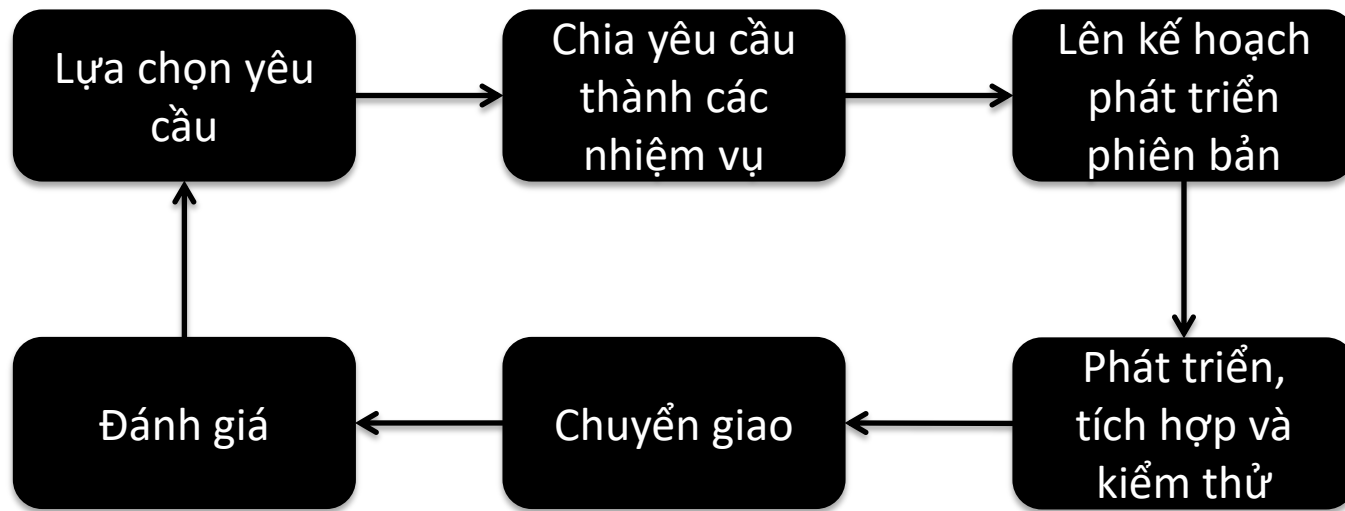 Lựa chọn yêu
cầu
Chia yêu cầu
thành các
nhiệm vụ
Lên kế hoạch
phát triển
phiên bản
Đánh giá
Chuyển giao
Phát triển,
tích hợp và
kiểm thử